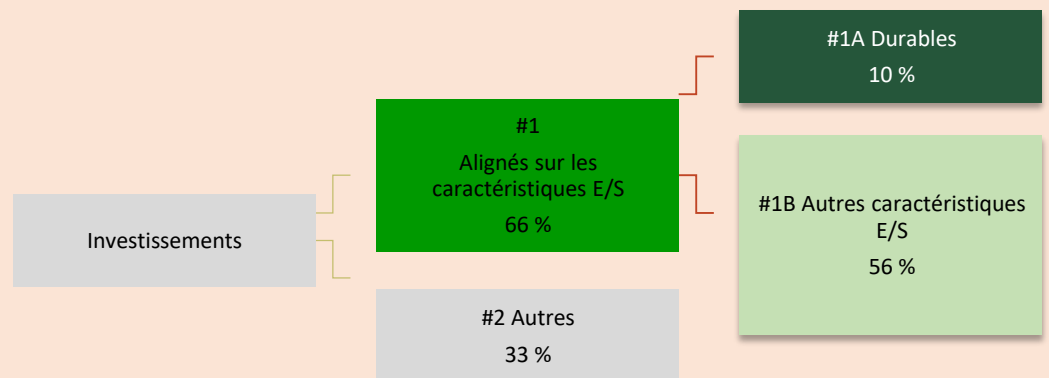 Investissements
#1
Alignés sur les
caractéristiques E/S
66 %
#2 Autres
33 %
#1A Durables
10 %
#1B Autres caractéristiques
E/S
56 %